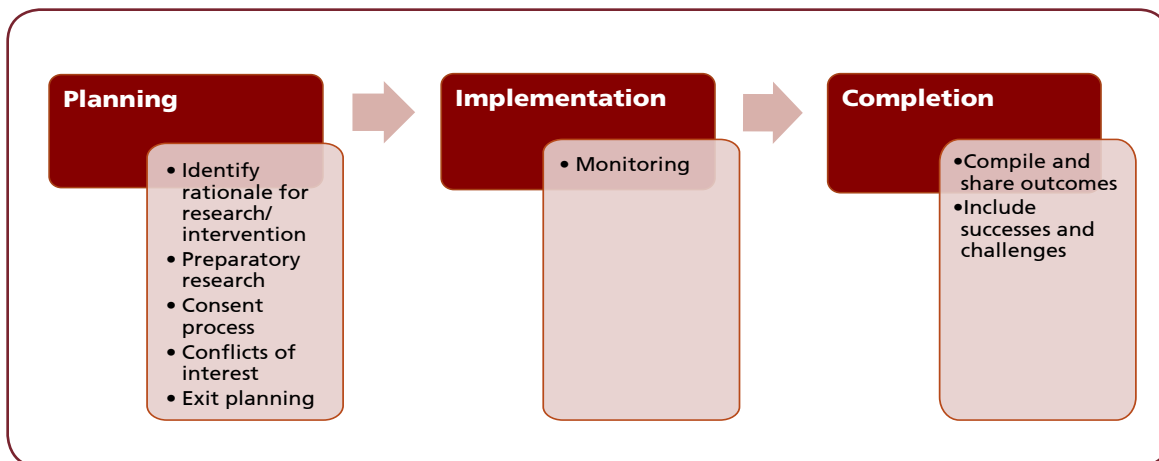 Planning
• Identify
rationale for
research/
intervention
• Preparatory
research
• Consent
process
• Conflicts of
interest
• Exit planning
Implementation
• Monitoring
Completion
•Compile and
share outcomes
•Include
successes and
challenges